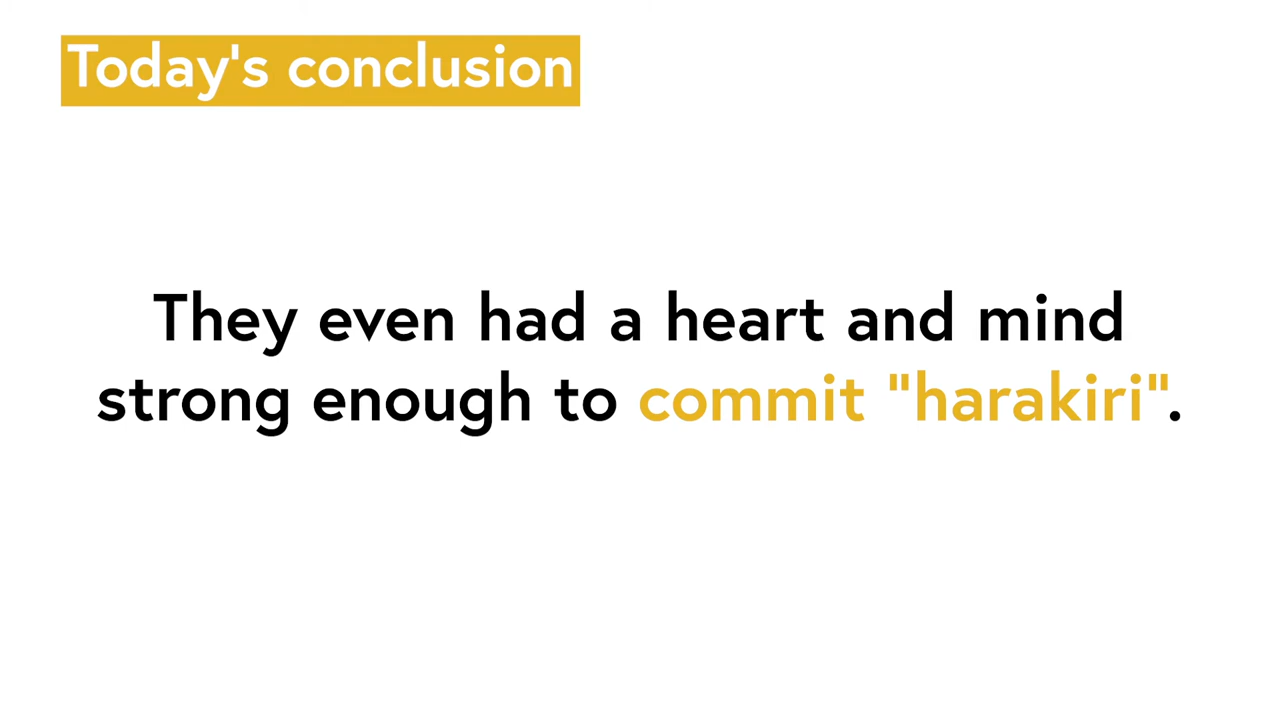 Today's conclusion
They even had a heart and mind
strong enough to commit "harakiri".